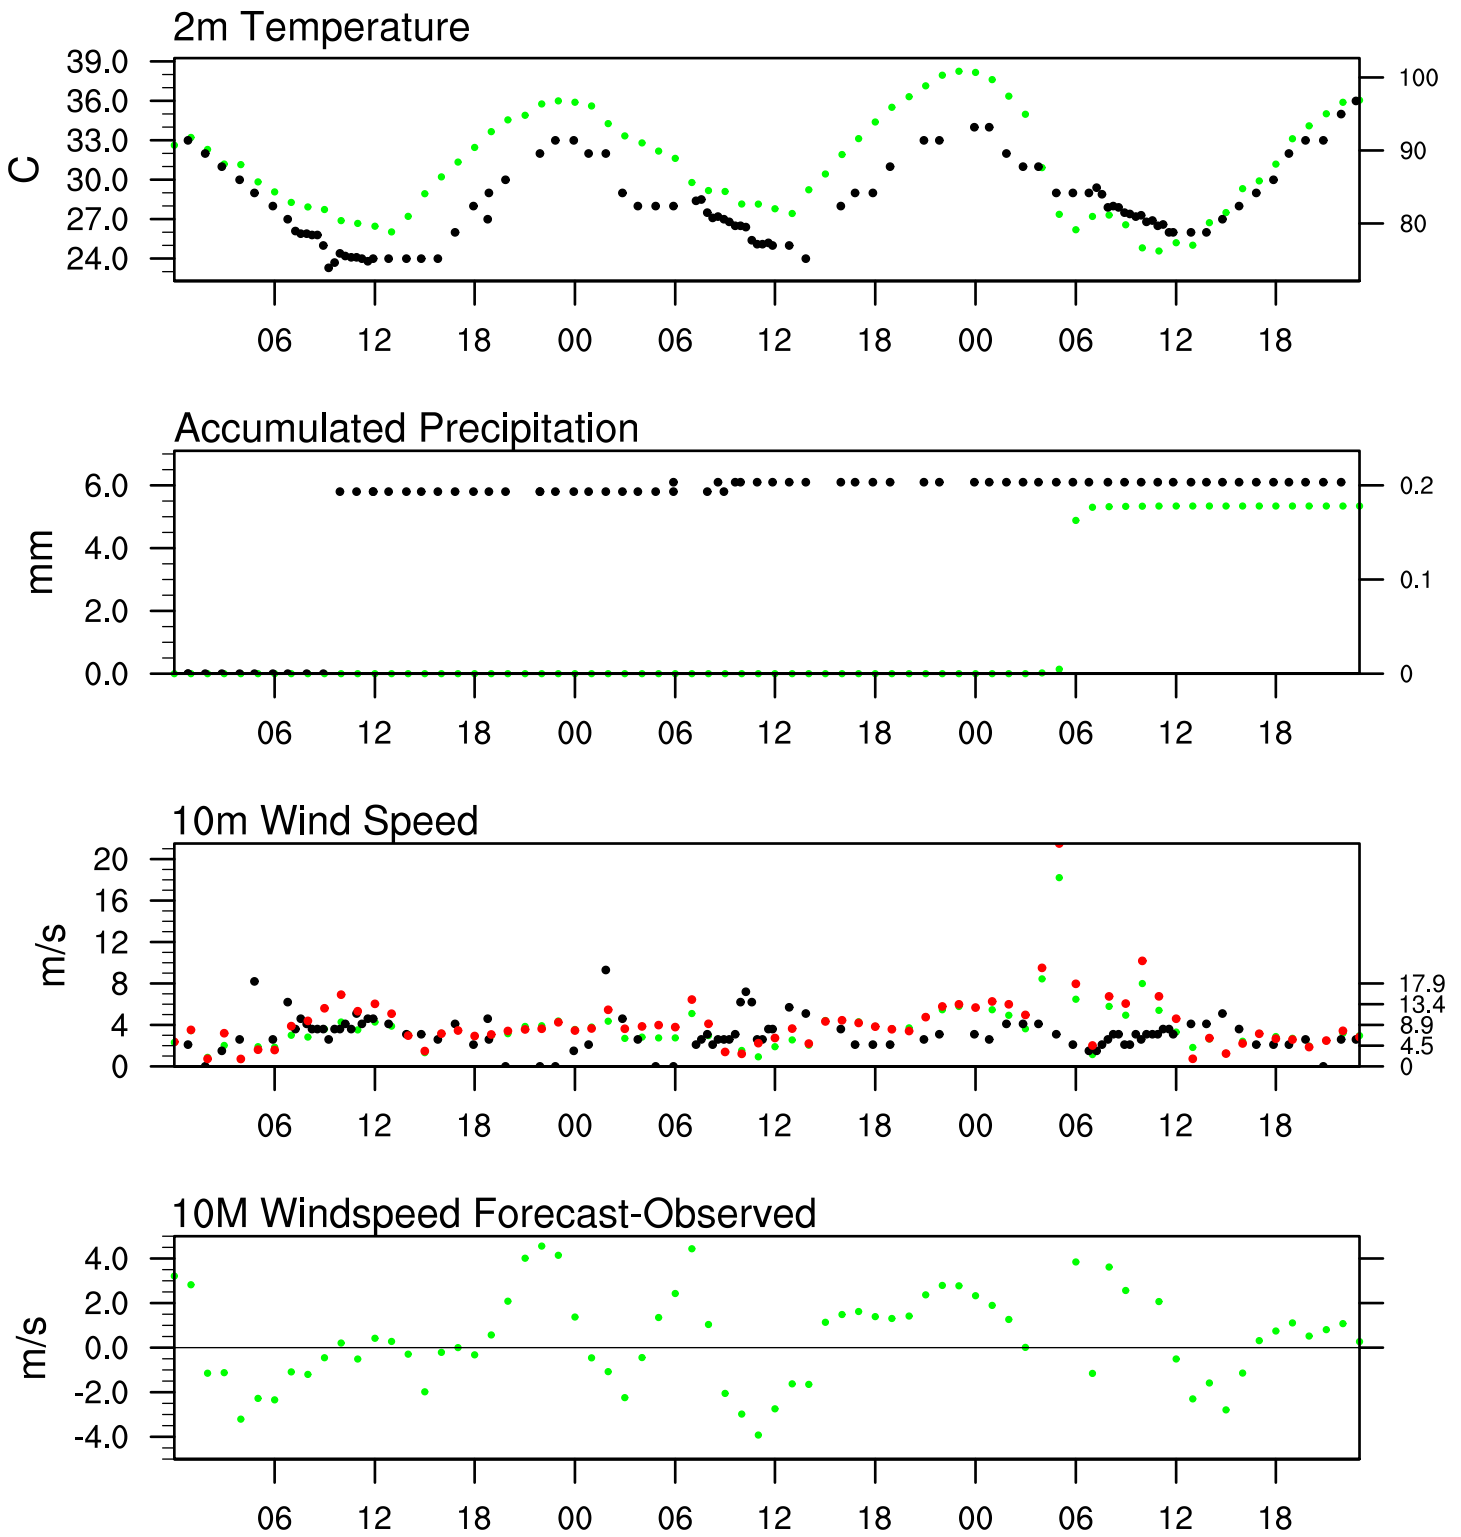 2m Temperature
39.0
36.0
33.0
30.0
27.0
24.0
C
100
90
80
06 12 18 00 06 12 18 00 06 12 18
Accumulated Precipitation
6.0
4.0
2.0
0.0
mm
0.2
0.1
0
06 12 18 00 06 12 18 00 06 12 18
10m Wind Speed
20
16
12
8
4
0
m/s
17.9
13.4
8.9
4.5
0
06 12 18 00 06 12 18 00 06 12 18
10M Windspeed Forecast-Observed
4.0
2.0
0.0
-2.0
-4.0
m/s
06 12 18 00 06 12 18 00 06 12 18